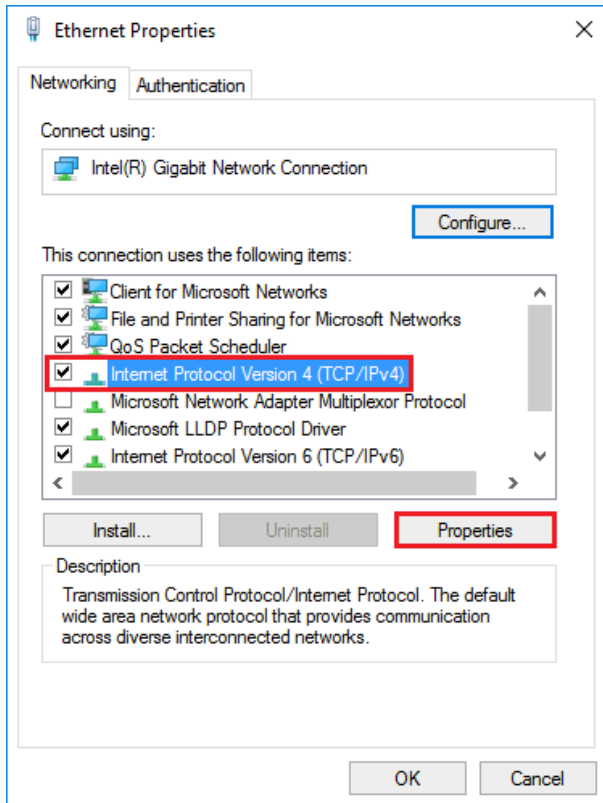 Ethernet Properties
Networking
Authentication
Connect using:
Intel(R) Gigabit Network Connection
Configure...
This connection uses the following items:
Client for Microsoft Networks
File and Printer Sharing for Microsoft Networks
QoS Packet Scheduler
Internet Protocol Version 4 (TCP/IPv4)
Microsoft Network Adapter Multiplexor Protocol
Microsoft LLDP Protocol Driver
Internet Protocol Version 6 (TCP/IPv6)
Install...
Uninstall
Properties
Description
Transmission Control Protocol/Internet Protocol. The default
wide area network protocol that provides communication
across diverse interconnected networks.
OK
Cancel